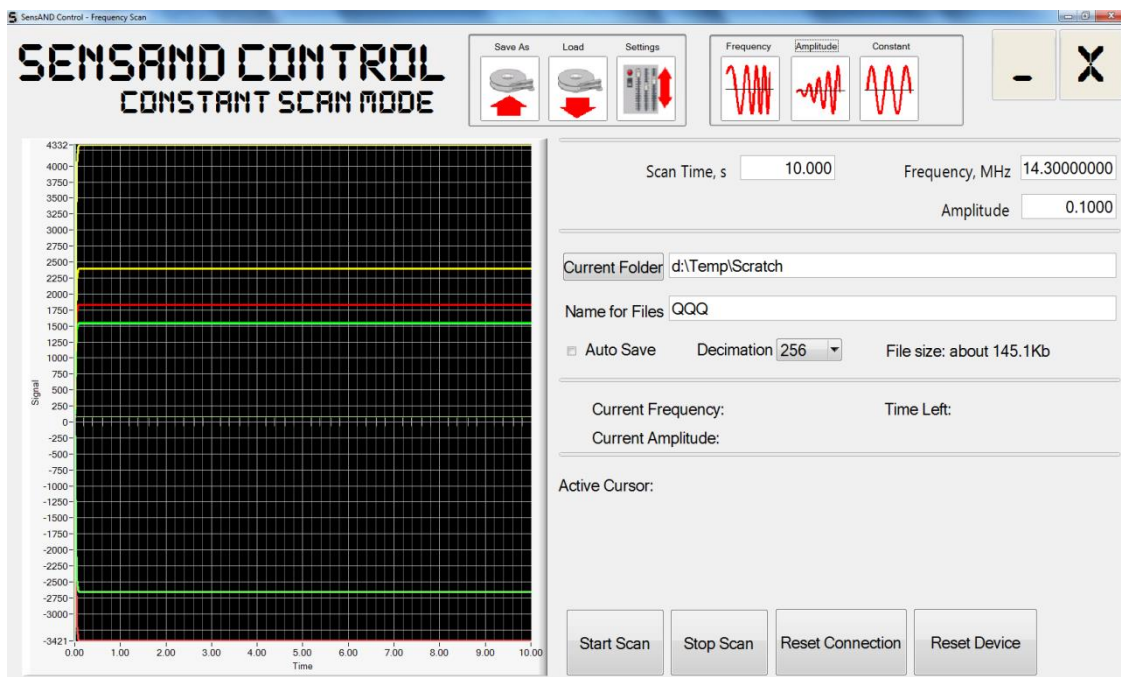 SensAND Control - Frequency Scan
SENSAND CONTROL
CONSTANT SCAN MODE
Save As Load Settings
Frequency Amplitude Constant
- X
4332
4000
3750
3500
3250
3000
2750
2500
2250
2000
1750
1500
1250
1000
750
500
250
0
-250
-500
-750
-1000
-1250
-1500
-1750
-2000
-2250
-2500
-2750
-3000
-3421
Signal
0.00 1.00 2.00 3.00 4.00 5.00 6.00 7.00 8.00 9.00 10.00
Time
Scan Time, s 10.000 Frequency, MHz 14.30000000
Amplitude 0.1000
Current Folder d:\Temp\Scratch
Name for Files QQQ
Auto Save Decimation 256 File size: about 145.1Kb
Current Frequency: Time Left:
Current Amplitude:
Active Cursor:
Start Scan Stop Scan Reset Connection Reset Device